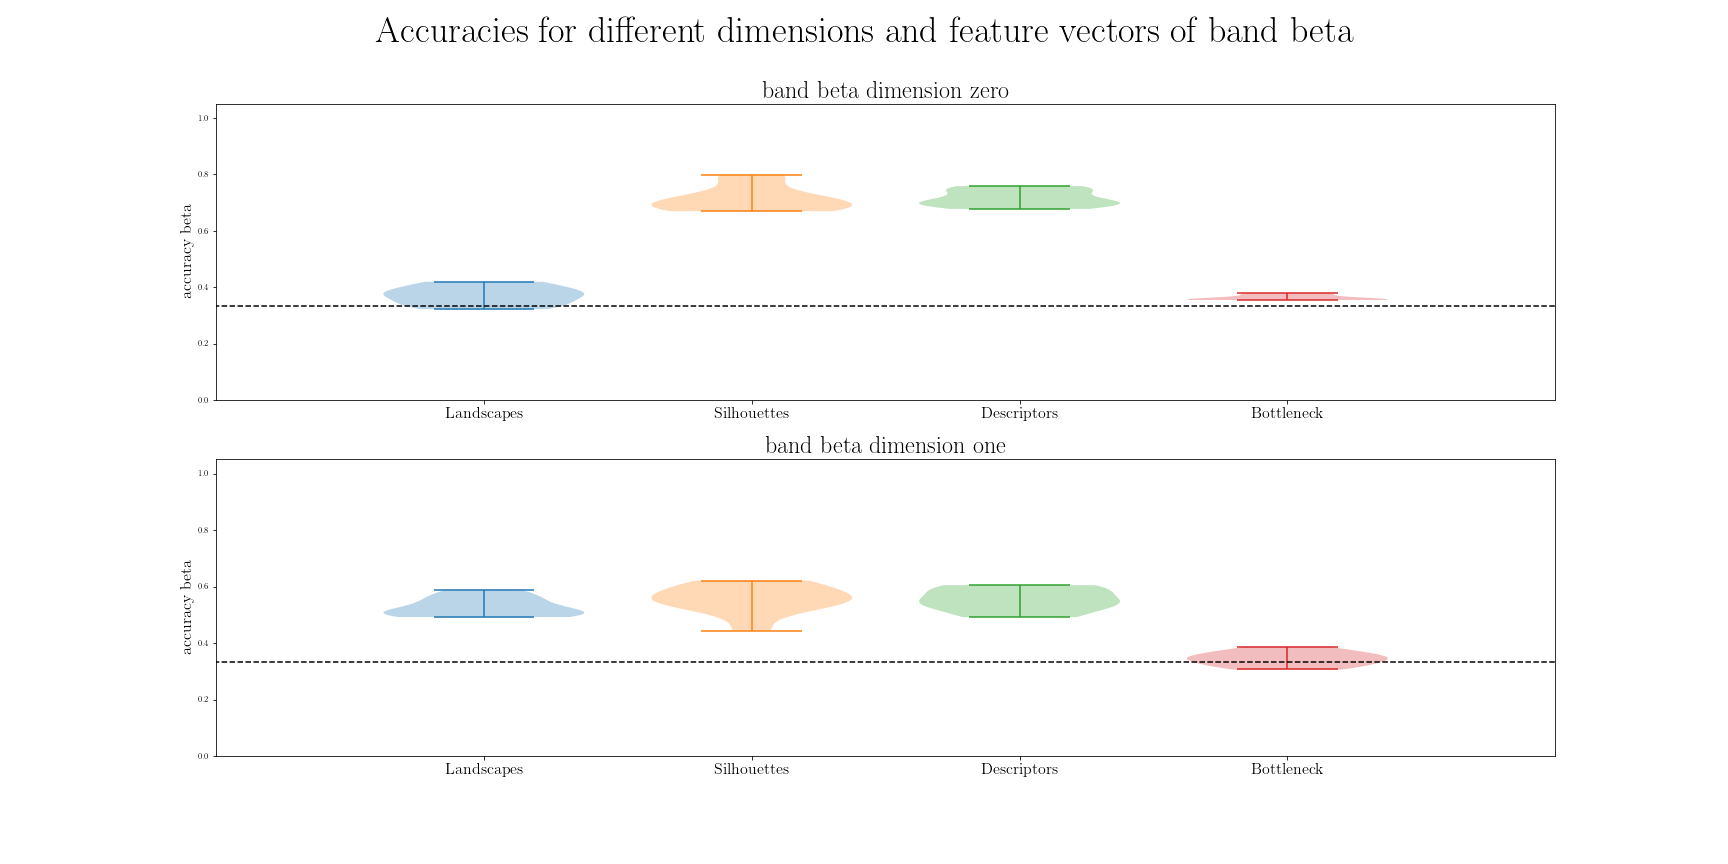 Accuracies for different dimensions and feature vectors of band beta
band beta dimension zero
1.0
0.8
0.6
0.4
0.2
0.0
accuracy beta
Landscapes Silhouettes Descriptors Bottleneck
band beta dimension one
1.0
0.8
0.6
0.4
0.2
0.0
accuracy beta
Landscapes Silhouettes Descriptors Bottleneck